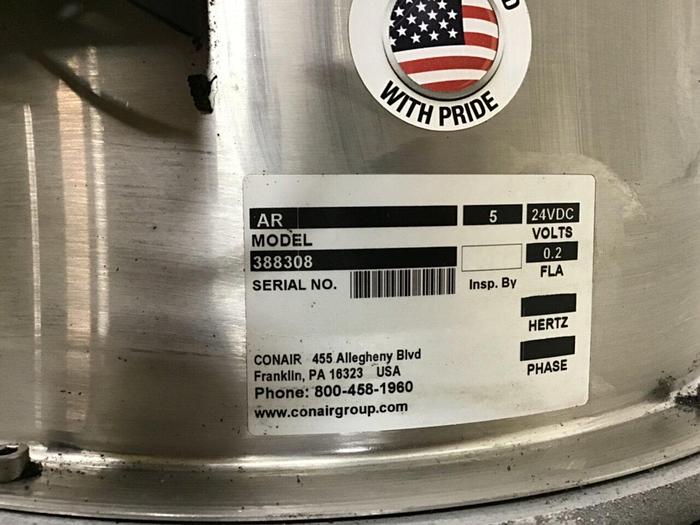 WITH PRIDE
AR 5 24VDC
MODEL VOLTS
388308 0.2
SERIAL NO. Insp. By FLA
HERTZ
PHASE
CONAIR 455 Allegheny Blvd
Franklin, PA 16323 USA
Phone: 800-458-1960
www.conairgroup.com